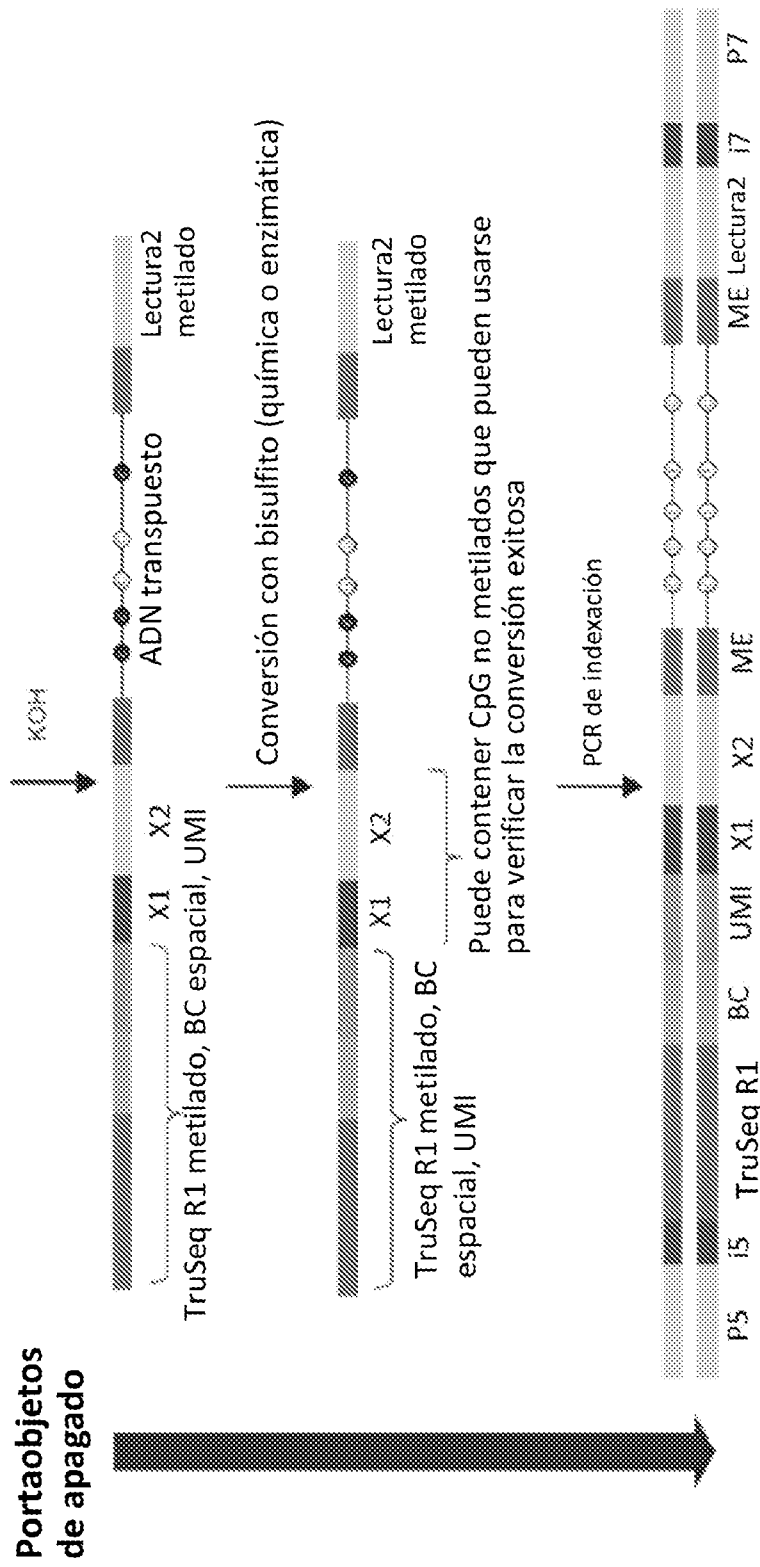 Portaobjetos
de apagado
KOH
ADN transpuesto
Lectura2
metilado
X1
X2
TruSeq R1 metilado, BC espacial, UMI
Conversión con bisulfito (química o enzimática)
Lectura2
metilado
X1
X2
TruSeq R1 metilado, BC
espacial, UMI
Puede contener CpG no metilados que pueden usarse
para verificar la conversión exitosa
PCR de indexación
P5
i5
TruSeq R1
BC
UMI
X1
X2
ME
ME
Lectura2
i7
P7